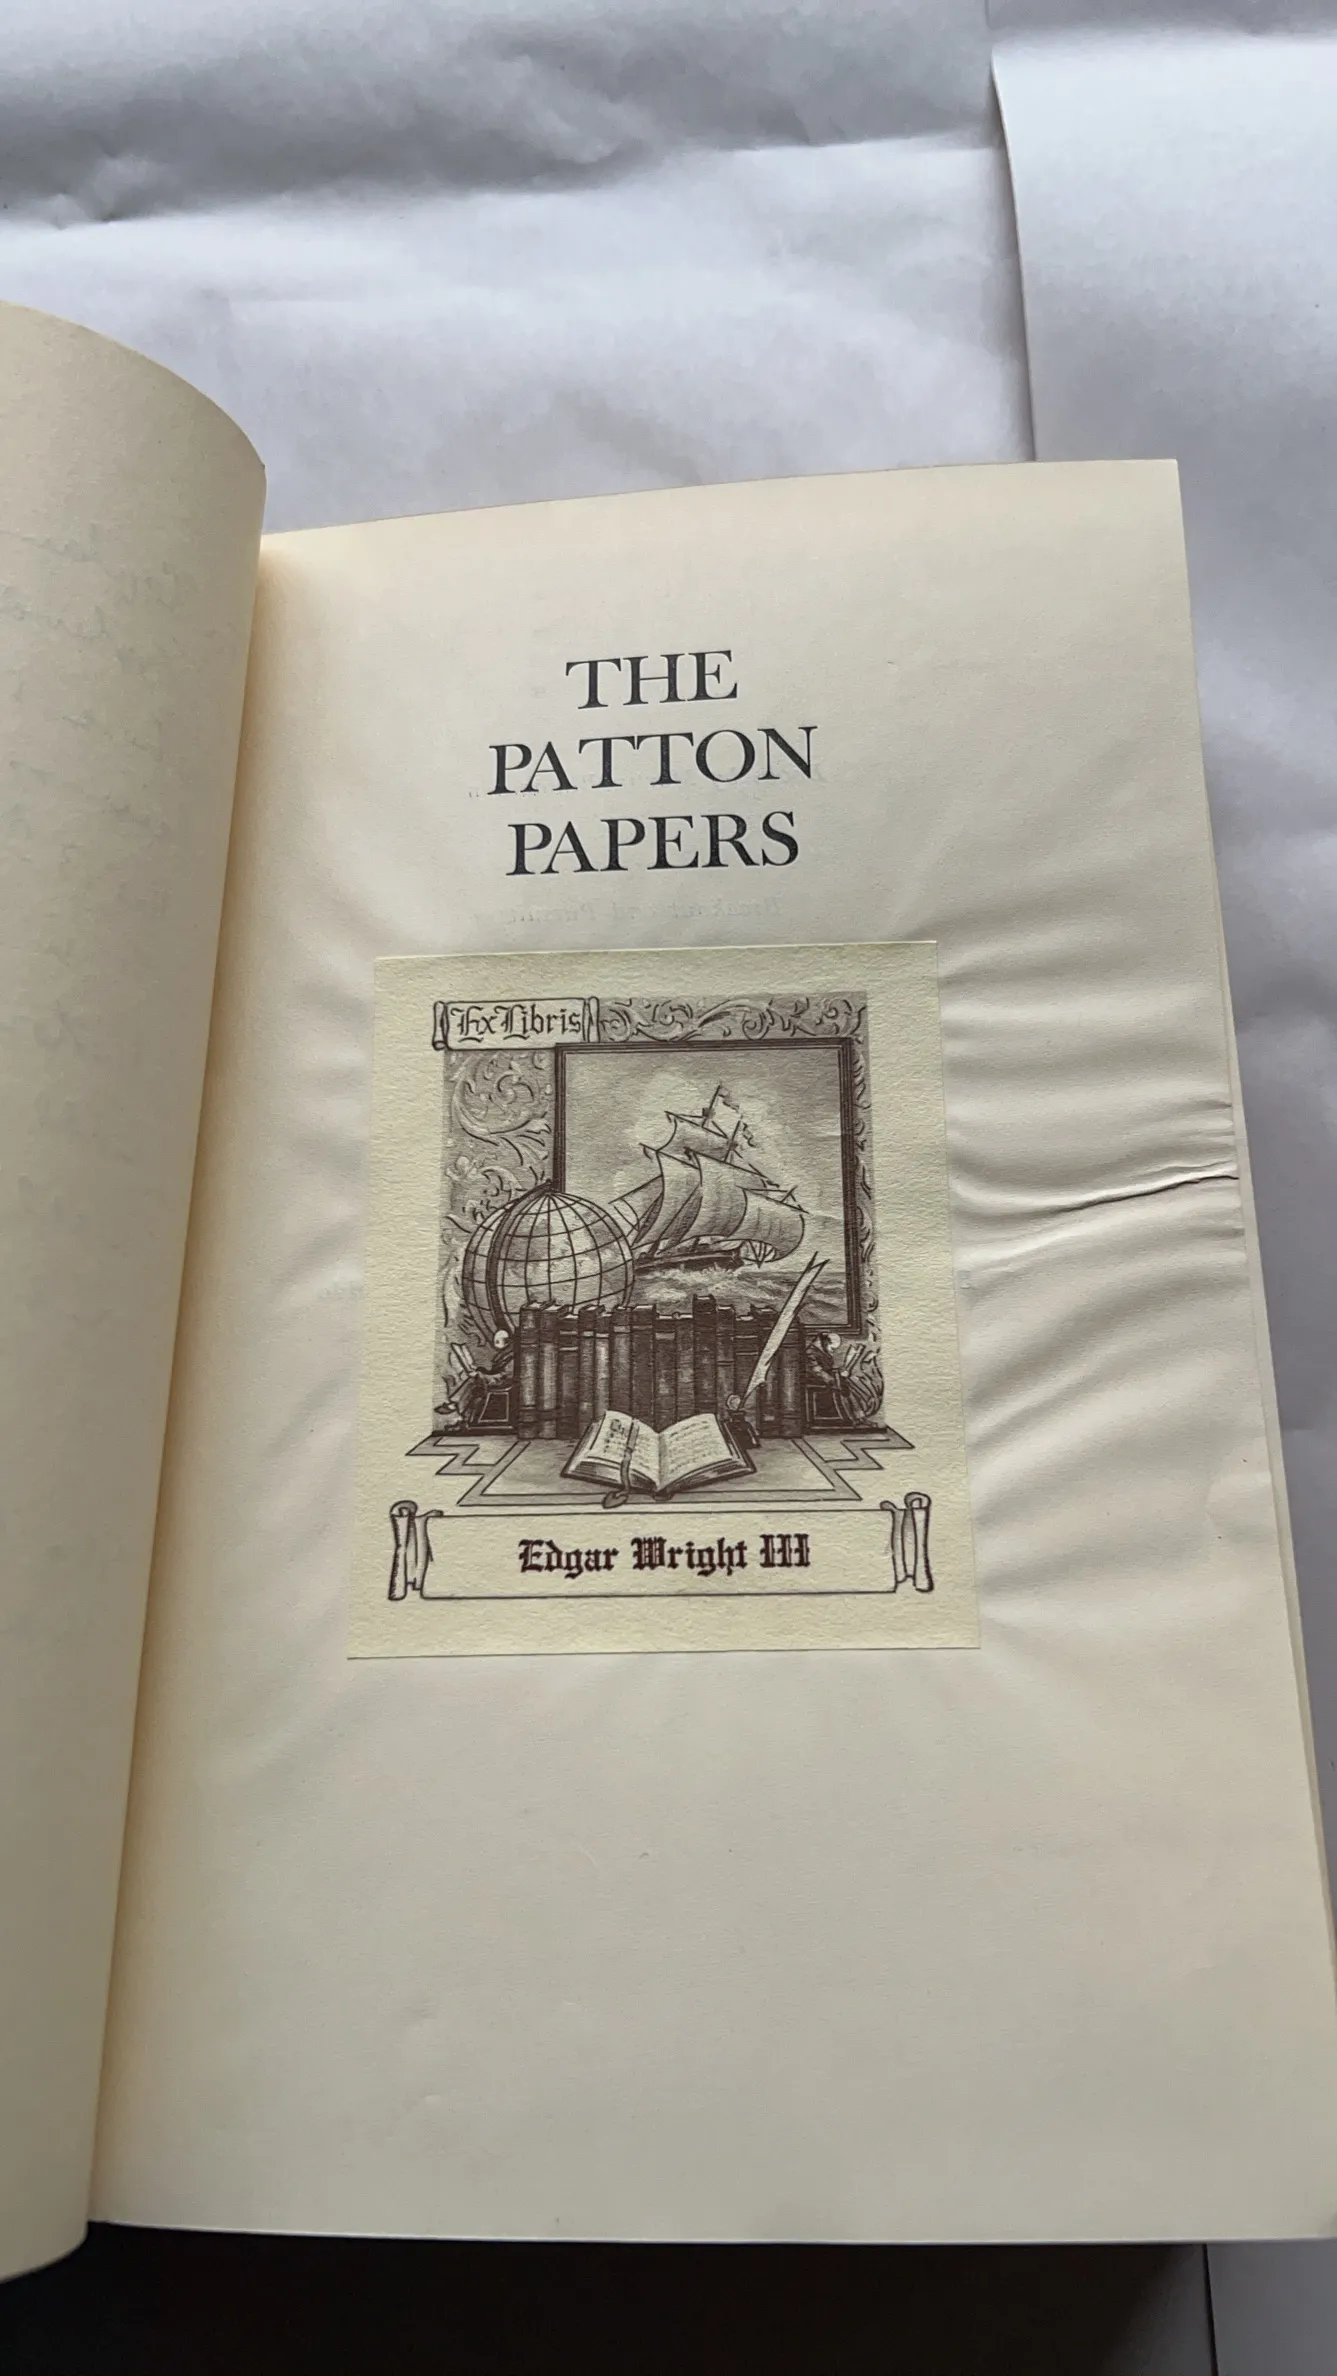 THE
PATTON
PAPERS
Ex Libris
Edgar Wright III